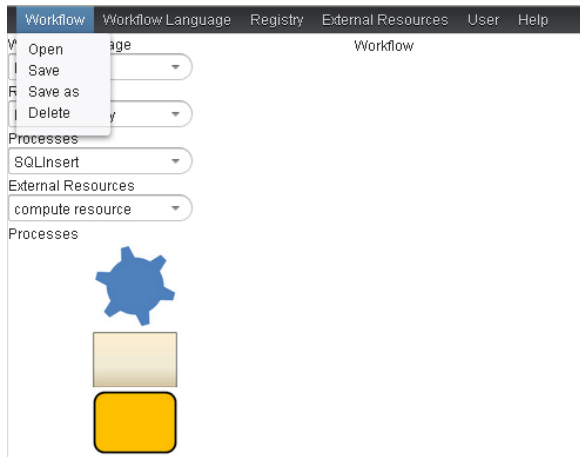 Workflow Workflow Language Registry External Resources User Help
Open
Save
Save as
Delete
Workflow
Processes
SQLInsert
External Resources
compute resource
Processes